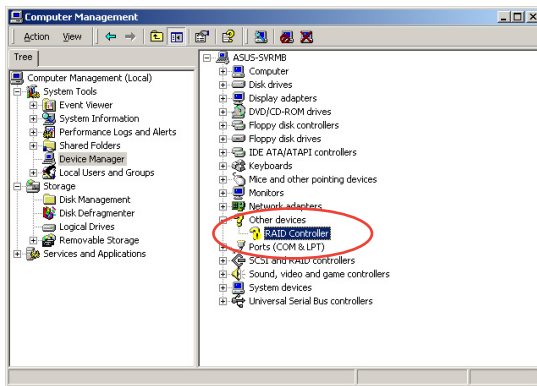 Computer Management
Action View
Tree
Computer Management (Local)
System Tools
Event Viewer
System Information
Performance Logs and Alerts
Shared Folders
Device Manager
Local Users and Groups
Storage
Disk Management
Disk Defragmenter
Logical Drives
Removable Storage
Services and Applications
ASUS-SVRMB
Computer
Disk drives
Display adapters
DVD/CD-ROM drives
Floppy disk controllers
Floppy disk drives
IDE ATA/ATAPI controllers
Keyboards
Mice and other pointing devices
Monitors
Network adapters
Other devices
RAID Controller
Ports (COM & LPT)
SCSI and RAID controllers
Sound, video and game controllers
System devices
Universal Serial Bus controllers